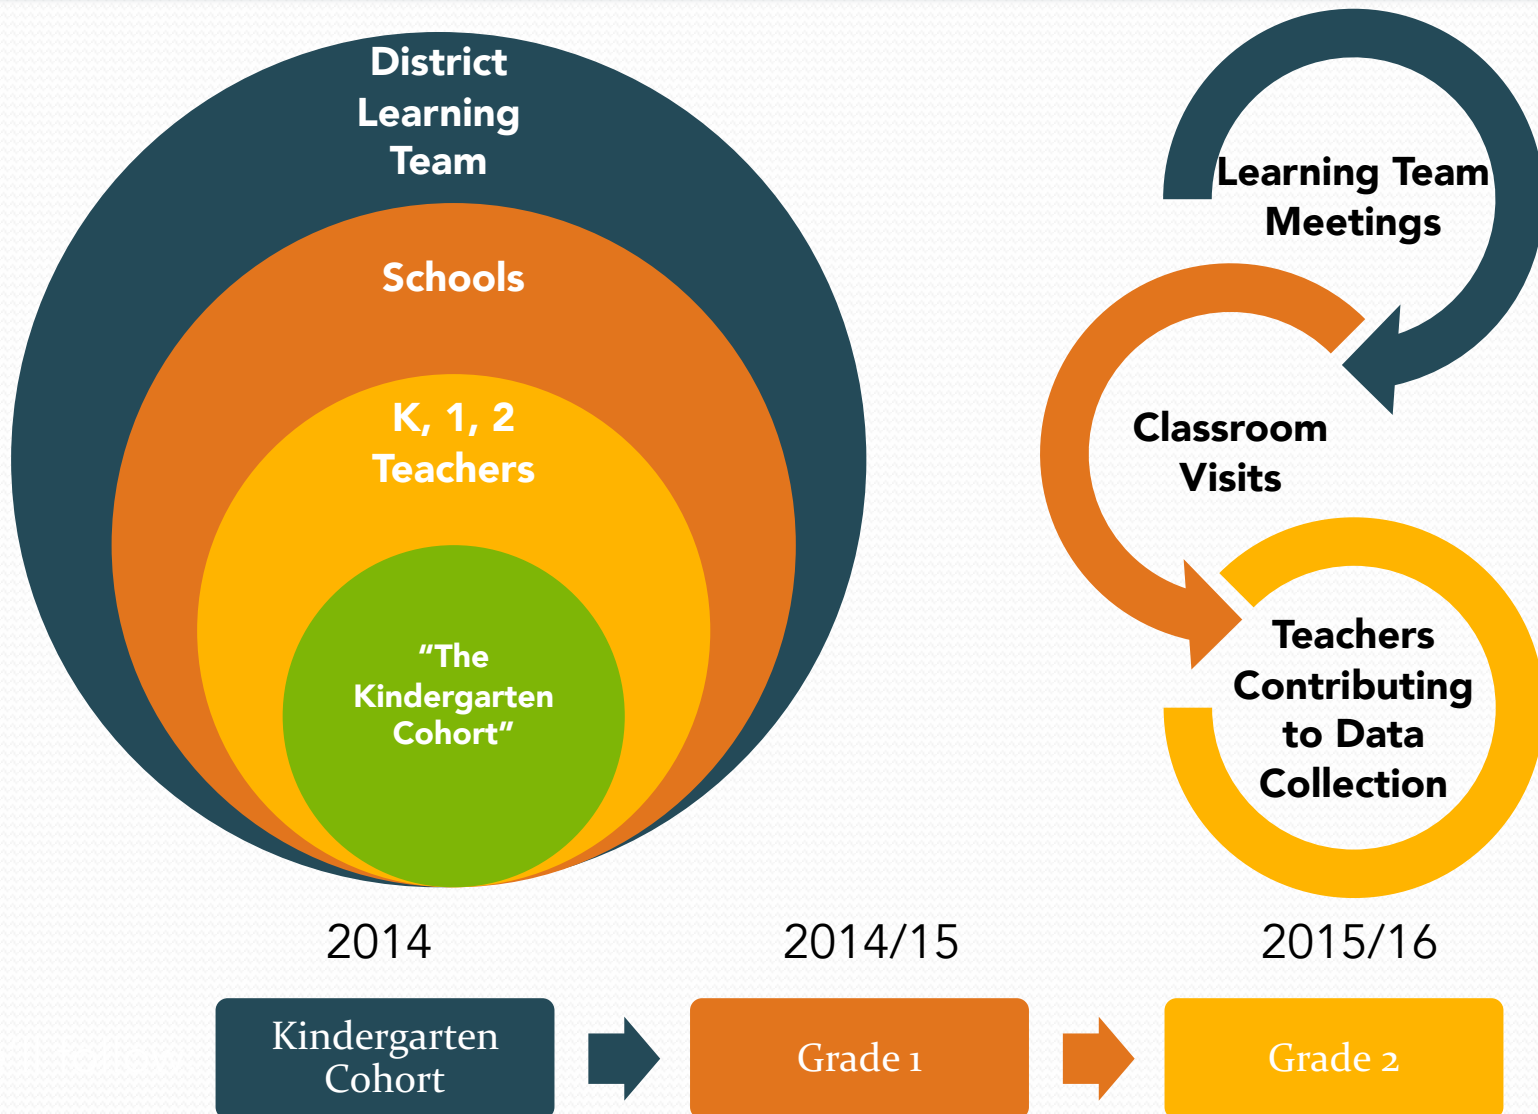 District
Learning
Team
Schools
K, 1, 2
Teachers
"The
Kindergarten
Cohort"
Learning Team
Meetings
Classroom
Visits
Teachers
Contributing
to Data
Collection
2014
2014/15
2015/16
Kindergarten
Cohort
Grade 1
Grade 2